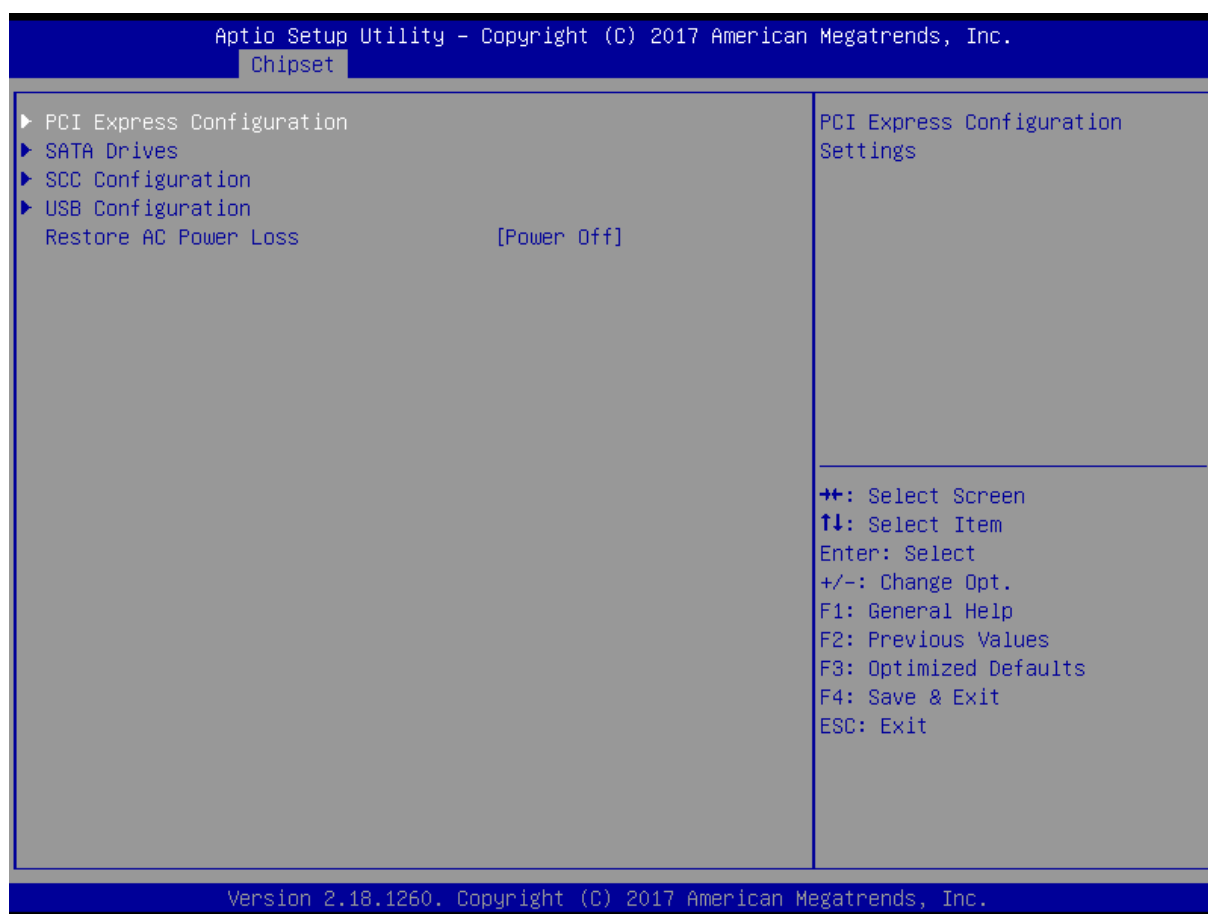 Aptio Setup Utility – Copyright (C) 2017 American Megatrends, Inc.
Chipset
▶ PCI Express Configuration
▶ SATA Drives
▶ SCC Configuration
▶ USB Configuration
Restore AC Power Loss [Power Off]
PCI Express Configuration
Settings
→←: Select Screen
↑↓: Select Item
Enter: Select
+/-: Change Opt.
F1: General Help
F2: Previous Values
F3: Optimized Defaults
F4: Save & Exit
ESC: Exit
Version 2.18.1260. Copyright (C) 2017 American Megatrends, Inc.